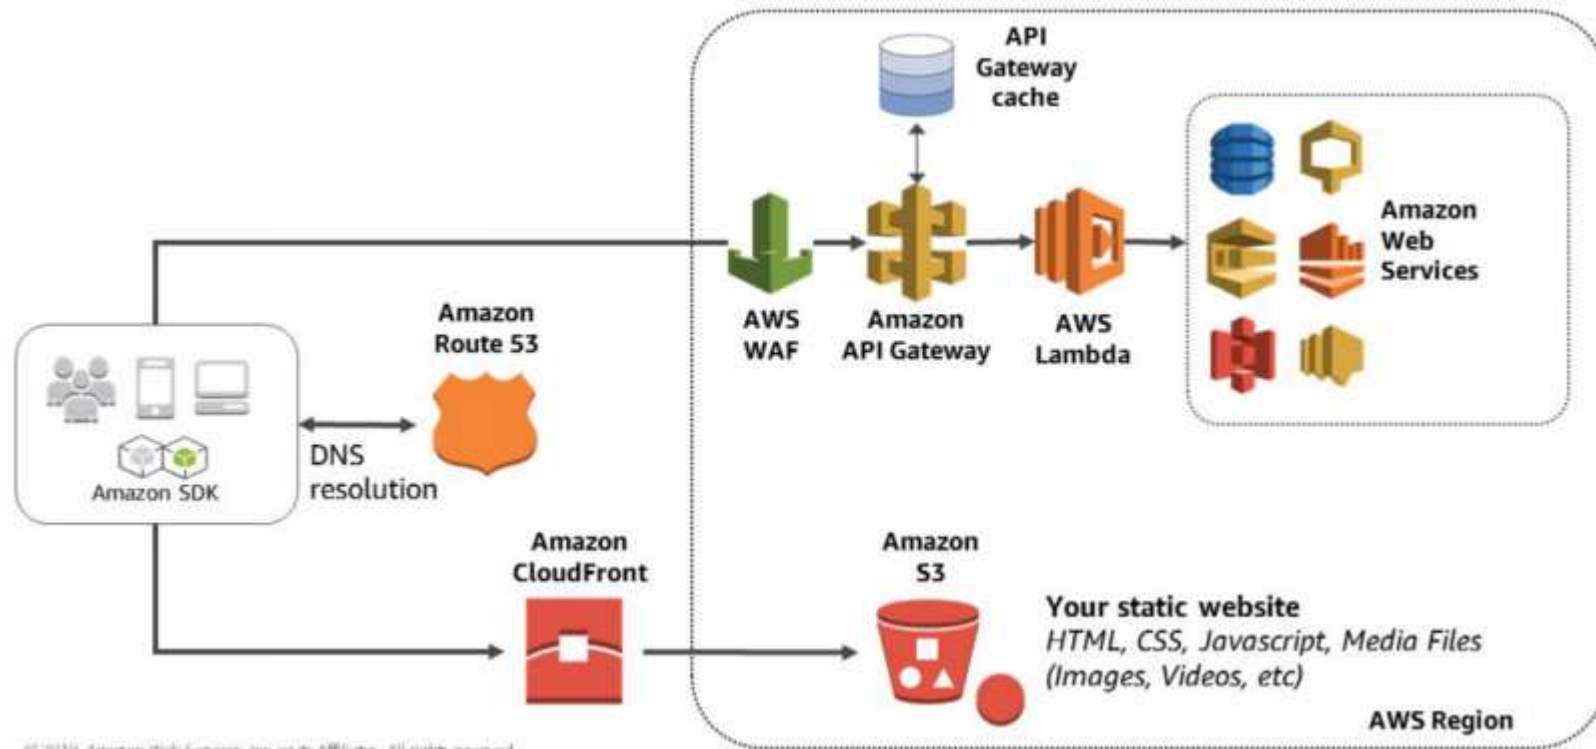 API
Gateway
cache
Amazon
Web
Services
AWS
WAF
Amazon
API Gateway
AWS
Lambda
Amazon
Route 53
DNS
resolution
Amazon SDK
Amazon
CloudFront
Amazon
S3
Your static website
HTML, CSS, Javascript, Media Files
(Images, Videos, etc)
AWS Region